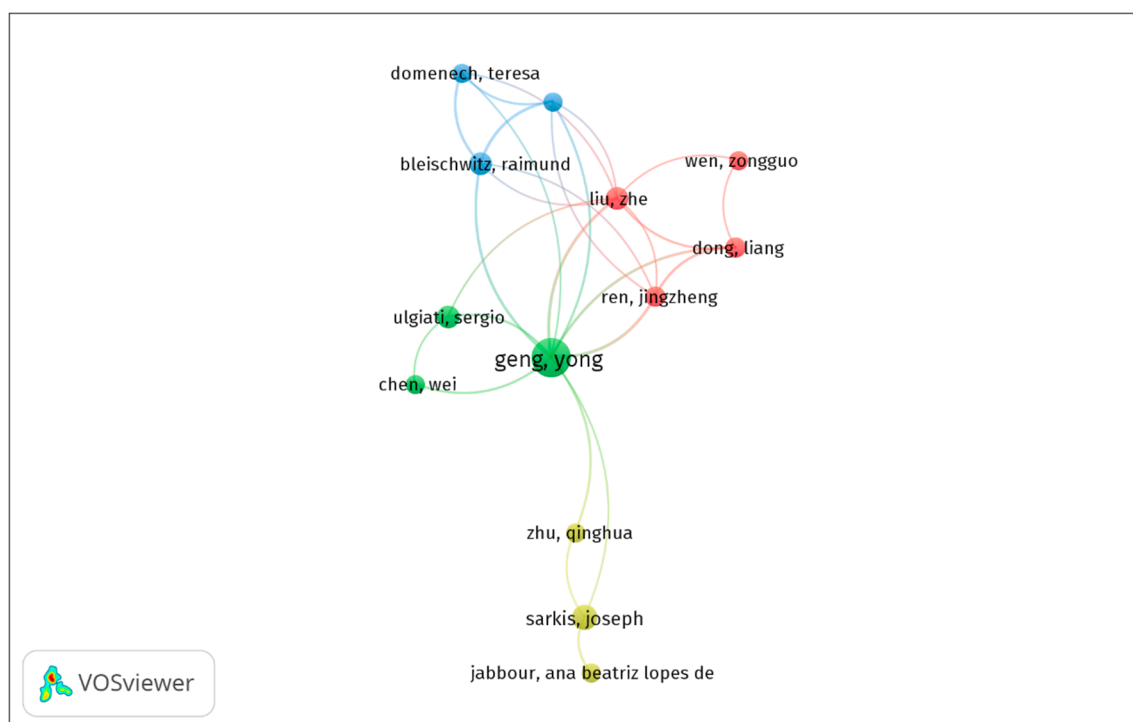 domenech, teresa
bleischwitz, raimund
wen, zongguo
liu, zhe
dong, liang
ren, jingzheng
ulgiati, sergio
geng, yong
chen, wei
zhu, qinghua
sarkis, joseph
jabbour, ana beatriz lopes de
VOSviewer